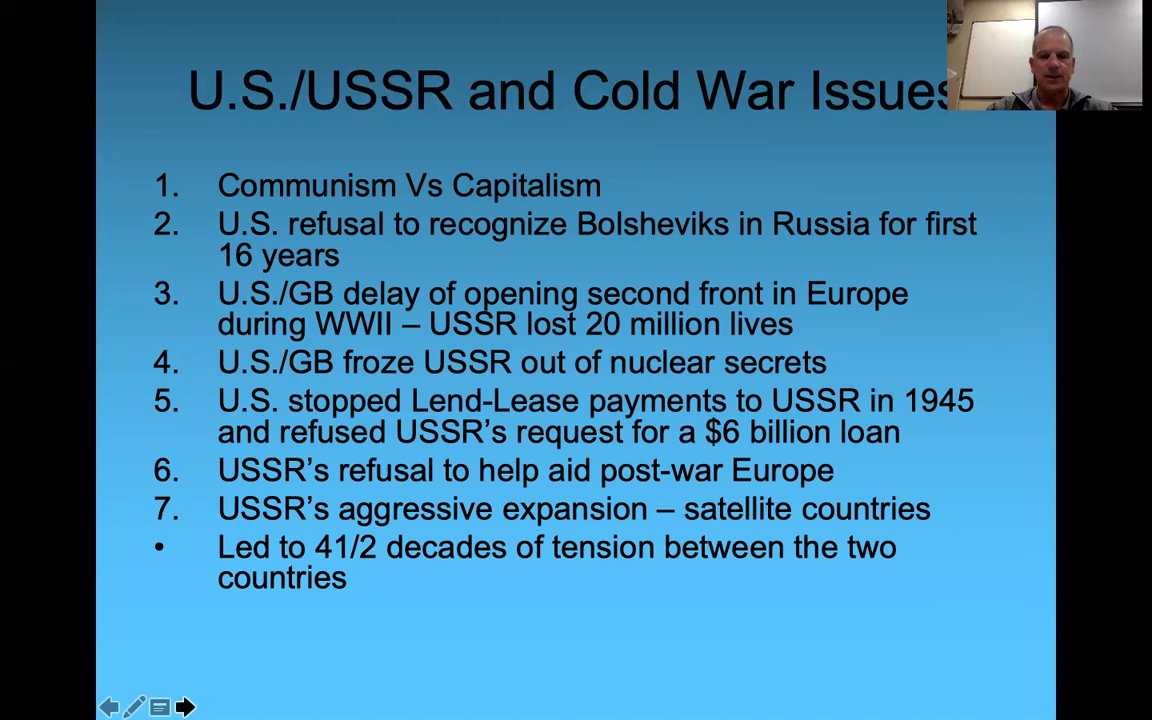 U.S./USSR and Cold War Issues
1. Communism Vs Capitalism
2. U.S. refusal to recognize Bolsheviks in Russia for first
16 years
3. U.S./GB delay of opening second front in Europe
during WWII – USSR lost 20 million lives
4. U.S./GB froze USSR out of nuclear secrets
5. U.S. stopped Lend-Lease payments to USSR in 1945
and refused USSR’s request for a $6 billion loan
6. USSR’s refusal to help aid post-war Europe
7. USSR’s aggressive expansion – satellite countries
• Led to 41/2 decades of tension between the two
countries